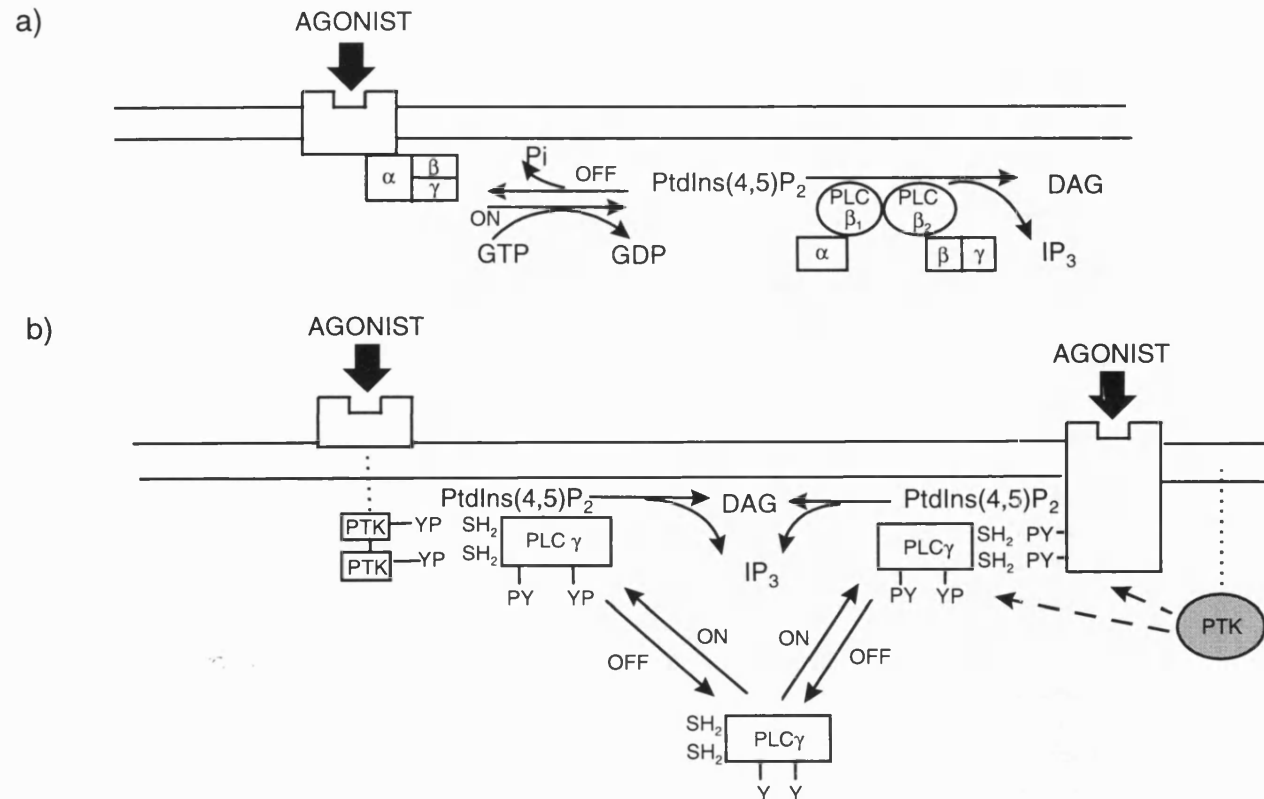 a)
AGONIST
α
β
γ
Pi
OFF
ON
GTP
GDP
PtdIns(4,5)P₂
DAG
PLC
β₁
PLC
β₂
α
β
γ
IP₃
b)
AGONIST
AGONIST
PTK
YP
PTK
YP
PtdIns(4,5)P₂
DAG
PtdIns(4,5)P₂
SH₂
SH₂
PLC γ
PY
YP
IP₃
PLCγ
SH₂
PY
SH₂
PY
PY
YP
PTK
ON
OFF
ON
OFF
SH₂
SH₂
PLCγ
Y
Y